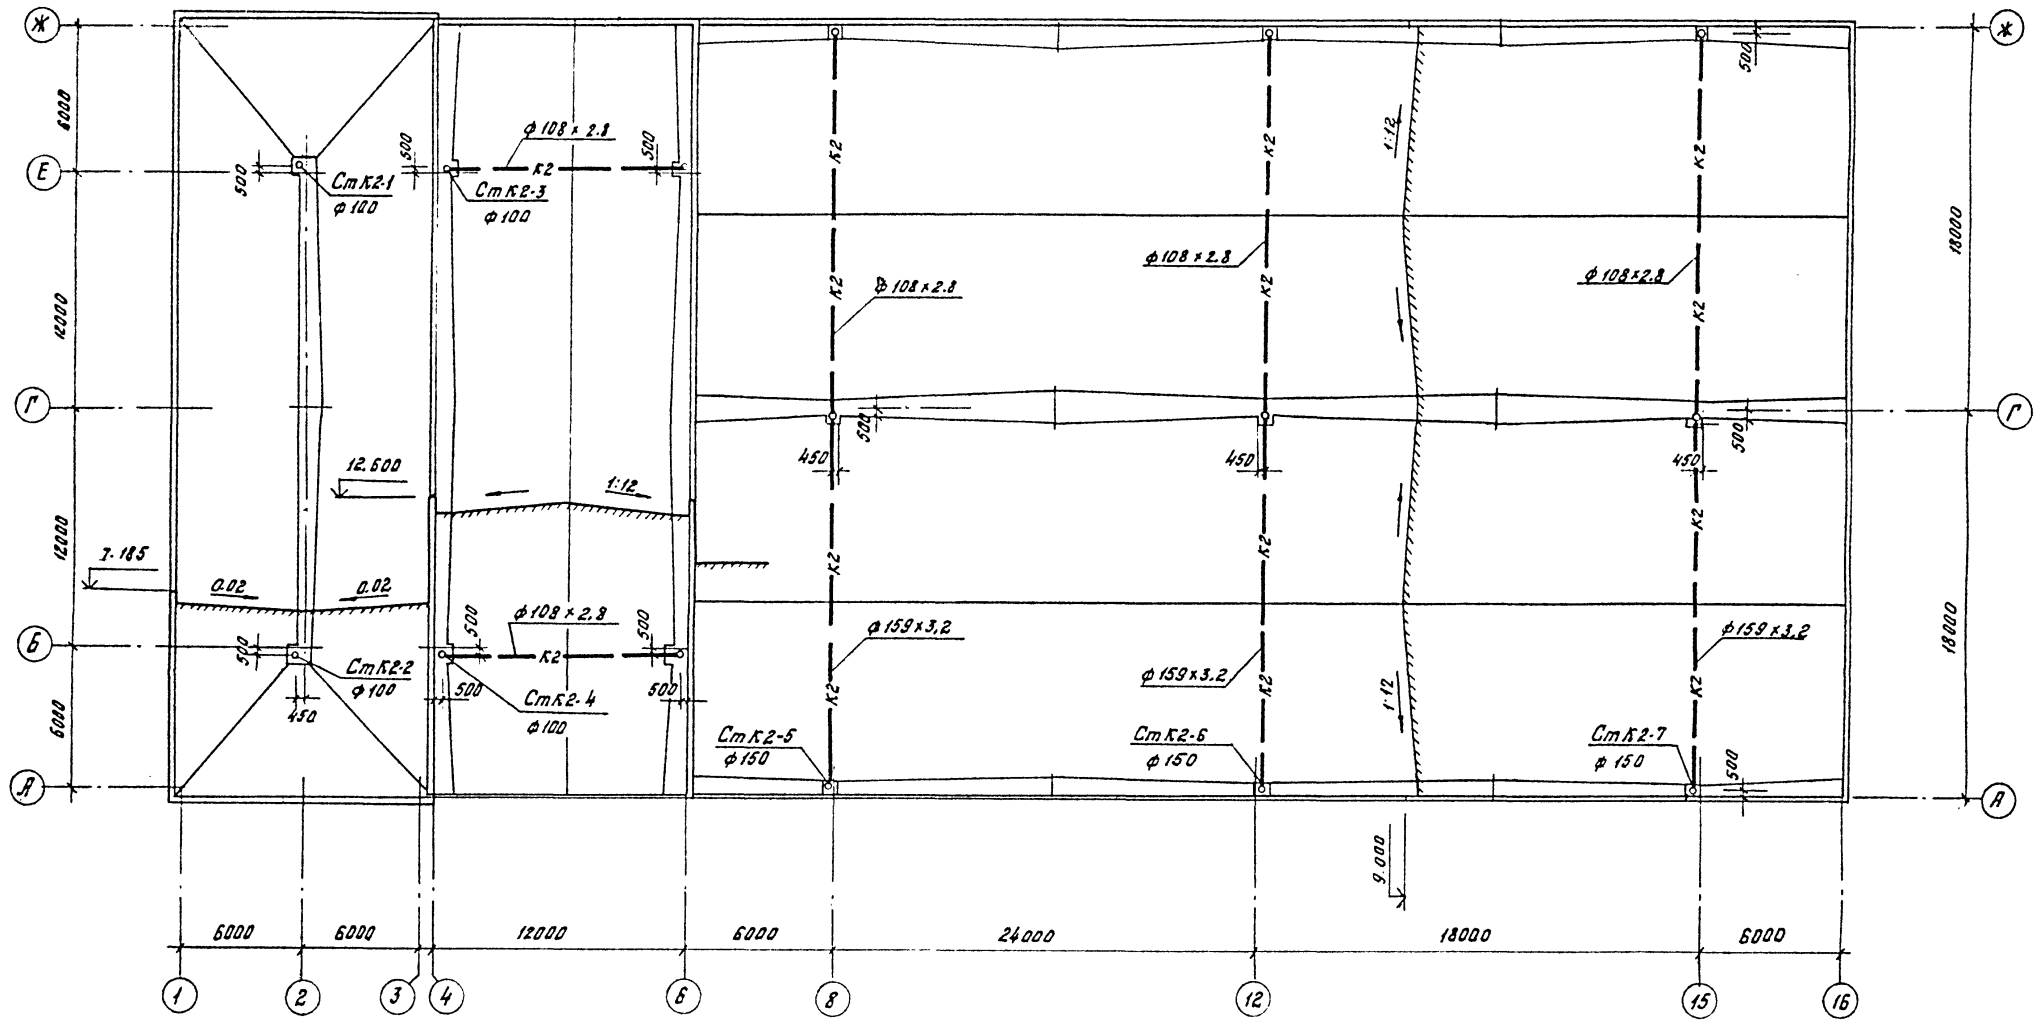 Ж
Ж
500
6000
ф108×2.8
1:12
К2
К2
К2
500
500
К2
Е
500
СтК2-1
ф100
СтК2-3
ф100
18000
ф108×2.8
ф108×2.8
ф108×2.8
К2
К2
К2
12000
Г
Г
500
500
450
450
450
12.600
1:12
12000
7.185
0.02
0.02
К2
К2
К2
ф108×2.8
500
500
ф159×3.2
ф159×3.2
18000
Б
500
К2
СтК2-2
ф100
ф159×3.2
500
500
СтК2-4
ф100
К2
К2
К2
1:12
450
6000
СтК2-5
ф150
СтК2-6
ф150
СтК2-7
ф150
500
А
А
9.000
6000
6000
12000
6000
24000
18000
6000
1
2
3
4
6
8
12
15
16